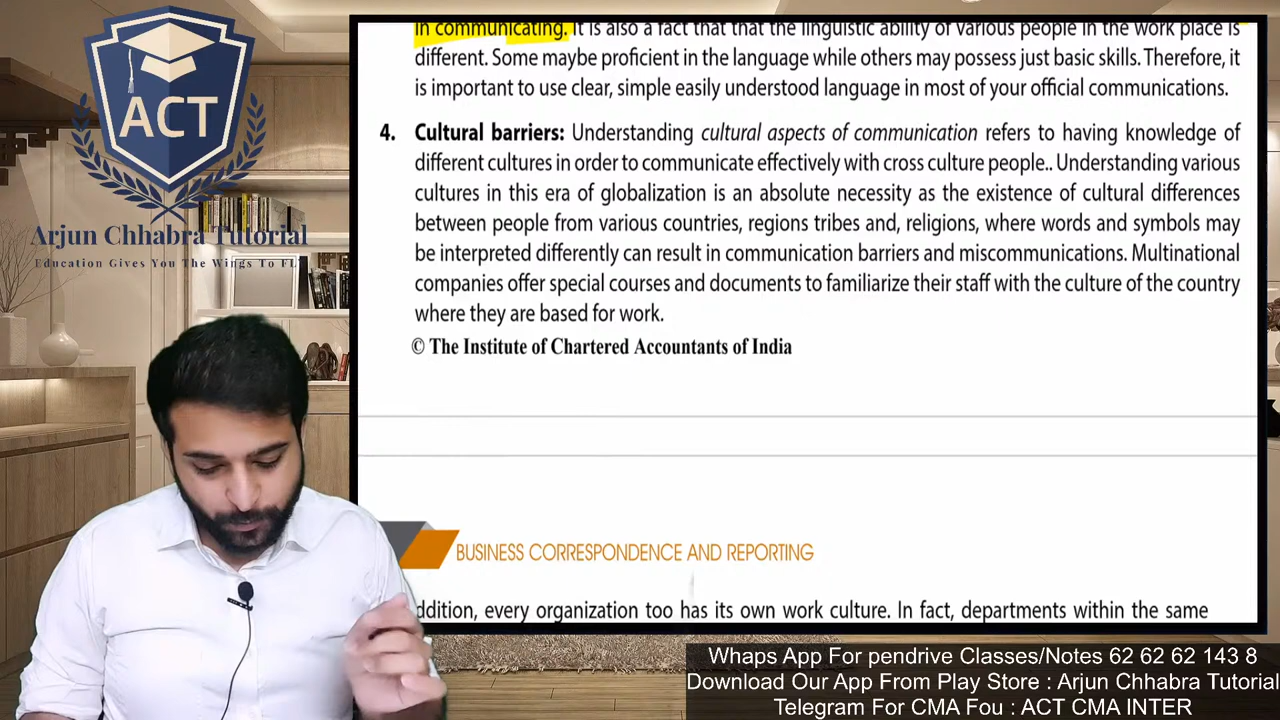 ACT
Arjun Chhabra Tutorial
Education Gives You The Wings To FL
in communicating. It is also a fact that that the linguistic ability of various people in the work place is
different. Some maybe proficient in the language while others may possess just basic skills. Therefore, it
is important to use clear, simple easily understood language in most of your official communications.
4. Cultural barriers: Understanding cultural aspects of communication refers to having knowledge of
different cultures in order to communicate effectively with cross culture people.. Understanding various
cultures in this era of globalization is an absolute necessity as the existence of cultural differences
between people from various countries, regions tribes and, religions, where words and symbols may
be interpreted differently can result in communication barriers and miscommunications. Multinational
companies offer special courses and documents to familiarize their staff with the culture of the country
where they are based for work.
© The Institute of Chartered Accountants of India
BUSINESS CORRESPONDENCE AND REPORTING
ddition, every organization too has its own work culture. In fact, departments within the same
Whaps App For pendrive Classes/Notes 62 62 62 143 8
Download Our App From Play Store : Arjun Chhabra Tutorial
Telegram For CMA Fou : ACT CMA INTER